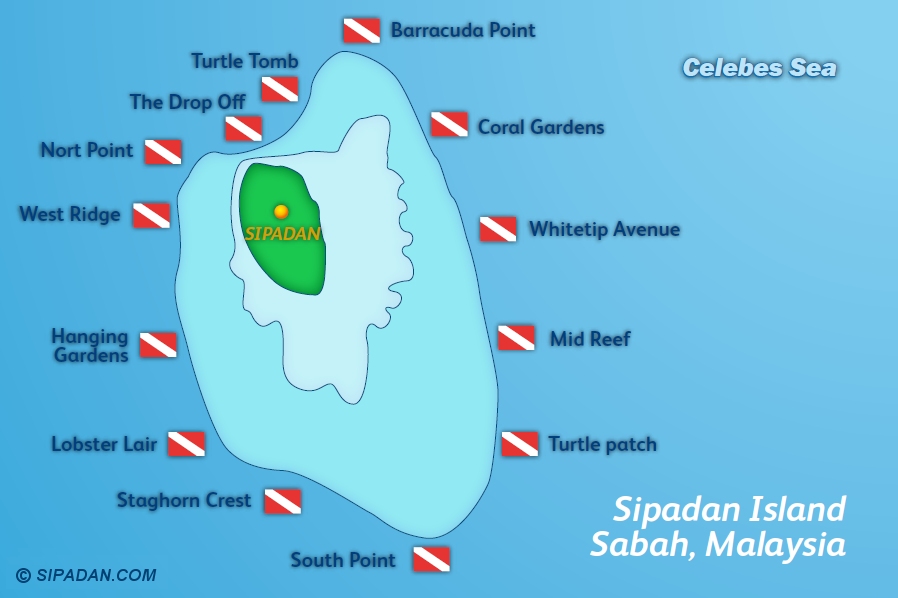 Barracuda Point
Celebes Sea
Turtle Tomb
The Drop Off
Coral Gardens
Nort Point
West Ridge
Whitetip Avenue
SIPADAN
Hanging
Gardens
Mid Reef
Lobster Lair
Turtle patch
Staghorn Crest
Sipadan Island
Sabah, Malaysia
South Point
© SIPADAN.COM